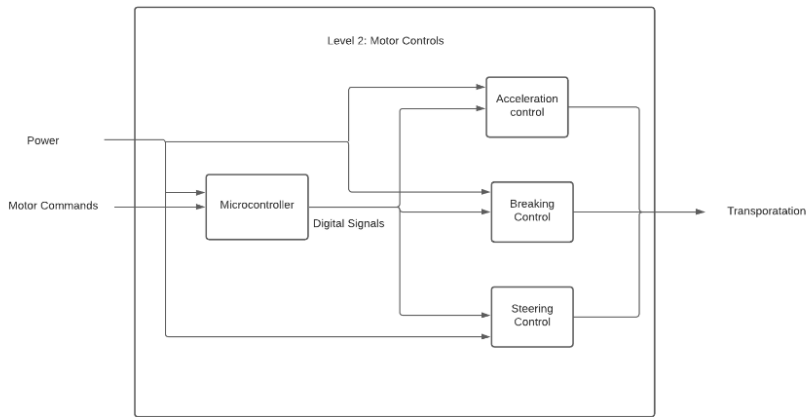 Level 2: Motor Controls
Acceleration
control
Power
Motor Commands
Microcontroller
Digital Signals
Breaking
Control
Transporatation
Steering
Control